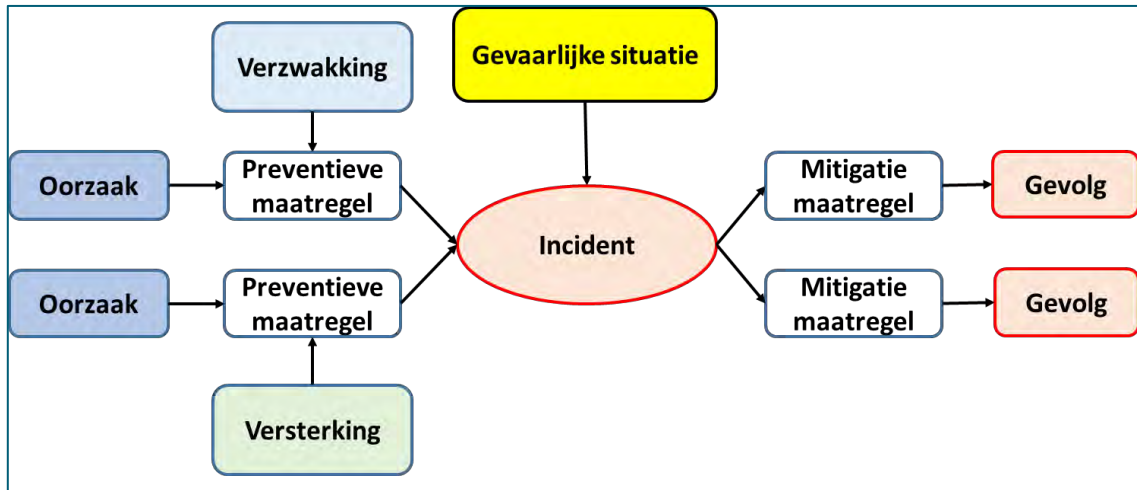 Verzwakking
Gevaarlijke situatie
Oorzaak
Preventieve
maatregel
Incident
Mitigatie
maatregel
Gevolg
Oorzaak
Preventieve
maatregel
Mitigatie
maatregel
Gevolg
Versterking